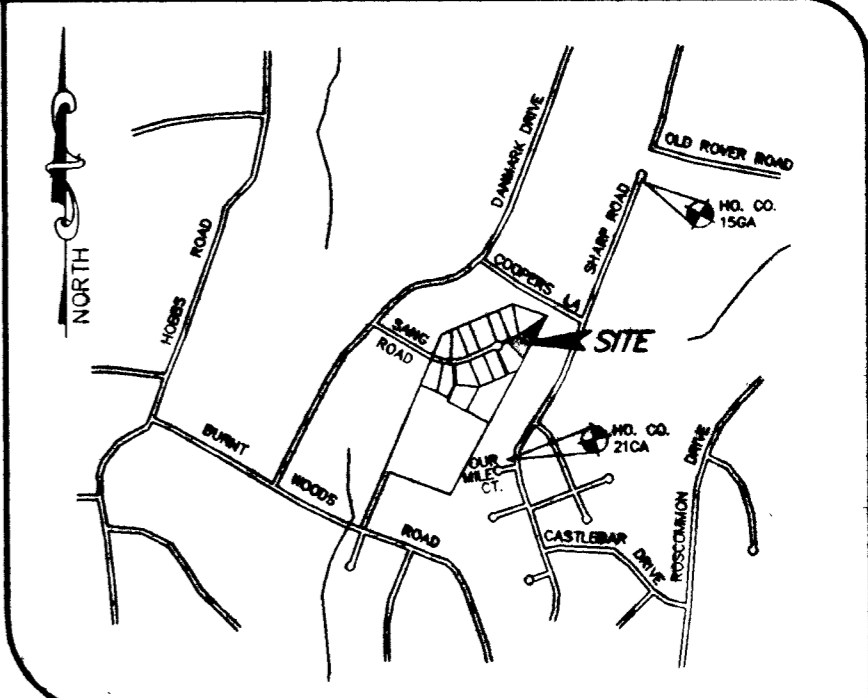 NORTH
HOBBS ROAD
DANMARK DRIVE
OLD ROVER ROAD
HO. CO.
15GA
SHARP ROAD
COOPERS LA
SANG
ROAD
SITE
BURNT WOODS ROAD
HO. CO.
21CA
OUR
MILE
CT.
CASTLEBAR DRIVE
ROSCOMMON DRIVE